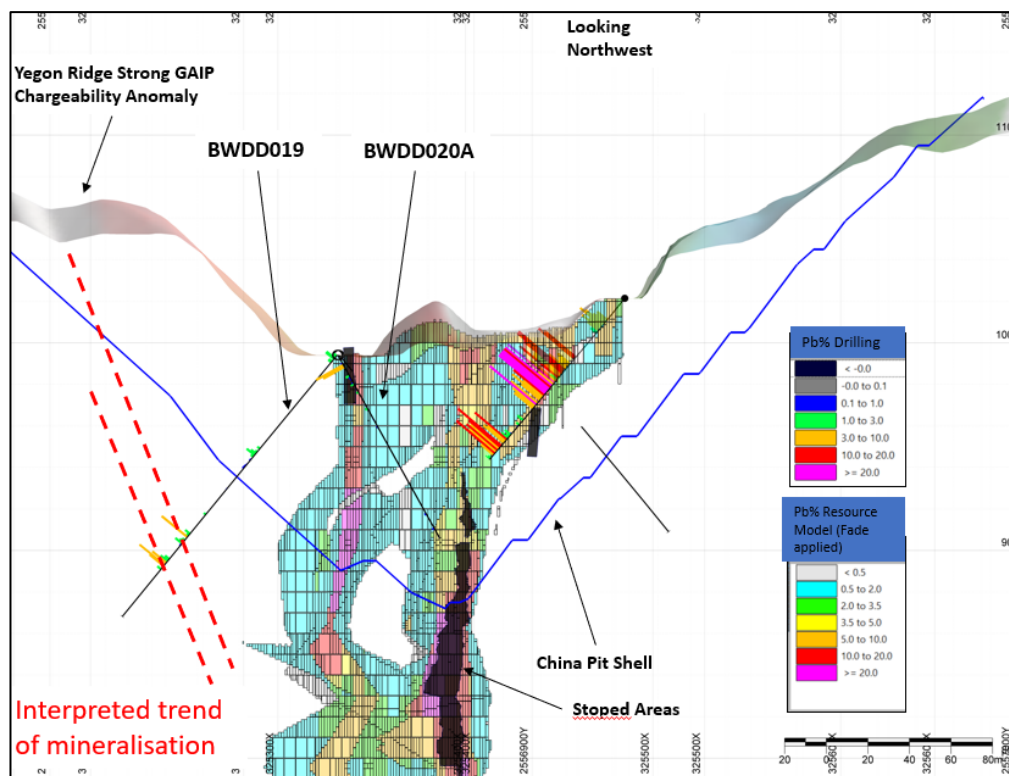 Looking
Northwest
Yegon Ridge Strong GAIP
Chargeability Anomaly
BWDD019
BWDD020A
Pb% Drilling
< -0.0
-0.0 to 0.1
0.1 to 1.0
1.0 to 3.0
3.0 to 10.0
10.0 to 20.0
>= 20.0
Pb% Resource
Model (Fade
applied)
< 0.5
0.5 to 2.0
2.0 to 3.5
3.5 to 5.0
5.0 to 10.0
10.0 to 20.0
>= 20.0
China Pit Shell
Stoped Areas
Interpreted trend
of mineralisation
325300X
2556900Y
325500X
20 0 20 40 60 80m